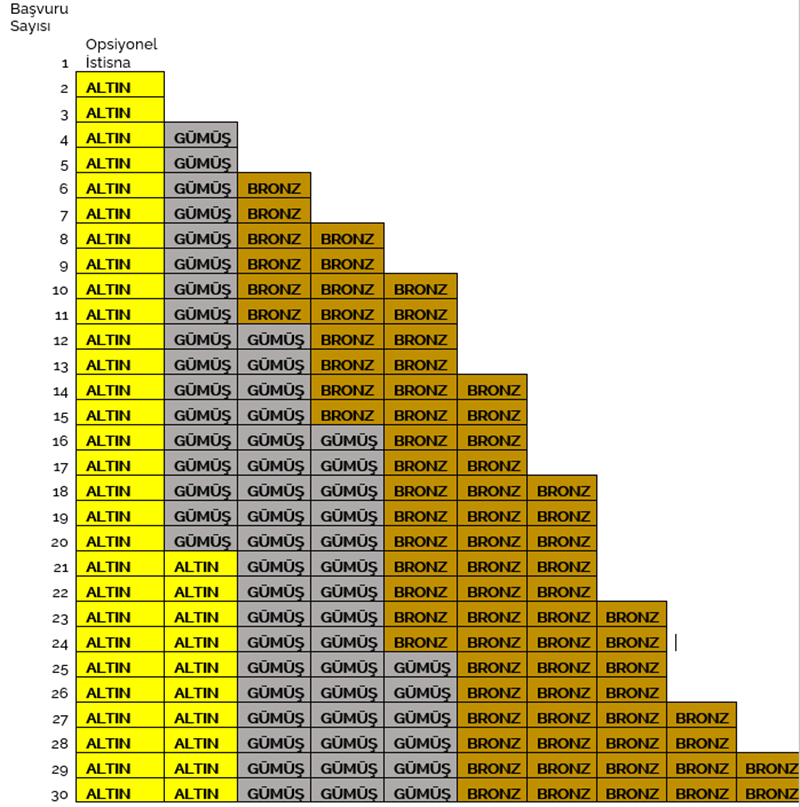 Başvuru
Sayısı
Opsiyonel
1 İstisna
2 ALTIN
3 ALTIN
4 ALTIN GÜMÜŞ
5 ALTIN GÜMÜŞ
6 ALTIN GÜMÜŞ BRONZ
7 ALTIN GÜMÜŞ BRONZ
8 ALTIN GÜMÜŞ BRONZ BRONZ
9 ALTIN GÜMÜŞ BRONZ BRONZ
10 ALTIN GÜMÜŞ BRONZ BRONZ BRONZ
11 ALTIN GÜMÜŞ BRONZ BRONZ BRONZ
12 ALTIN GÜMÜŞ GÜMÜŞ BRONZ BRONZ
13 ALTIN GÜMÜŞ GÜMÜŞ BRONZ BRONZ
14 ALTIN GÜMÜŞ GÜMÜŞ BRONZ BRONZ BRONZ
15 ALTIN GÜMÜŞ GÜMÜŞ BRONZ BRONZ BRONZ
16 ALTIN GÜMÜŞ GÜMÜŞ GÜMÜŞ BRONZ BRONZ
17 ALTIN GÜMÜŞ GÜMÜŞ GÜMÜŞ BRONZ BRONZ
18 ALTIN GÜMÜŞ GÜMÜŞ GÜMÜŞ BRONZ BRONZ BRONZ
19 ALTIN GÜMÜŞ GÜMÜŞ GÜMÜŞ BRONZ BRONZ BRONZ
20 ALTIN GÜMÜŞ GÜMÜŞ GÜMÜŞ BRONZ BRONZ BRONZ
21 ALTIN ALTIN GÜMÜŞ GÜMÜŞ BRONZ BRONZ BRONZ
22 ALTIN ALTIN GÜMÜŞ GÜMÜŞ BRONZ BRONZ BRONZ
23 ALTIN ALTIN GÜMÜŞ GÜMÜŞ BRONZ BRONZ BRONZ BRONZ
24 ALTIN ALTIN GÜMÜŞ GÜMÜŞ BRONZ BRONZ BRONZ BRONZ
25 ALTIN ALTIN GÜMÜŞ GÜMÜŞ GÜMÜŞ BRONZ BRONZ BRONZ
26 ALTIN ALTIN GÜMÜŞ GÜMÜŞ GÜMÜŞ BRONZ BRONZ BRONZ
27 ALTIN ALTIN GÜMÜŞ GÜMÜŞ GÜMÜŞ BRONZ BRONZ BRONZ BRONZ
28 ALTIN ALTIN GÜMÜŞ GÜMÜŞ GÜMÜŞ BRONZ BRONZ BRONZ BRONZ
29 ALTIN ALTIN GÜMÜŞ GÜMÜŞ GÜMÜŞ BRONZ BRONZ BRONZ BRONZ BRONZ
30 ALTIN ALTIN GÜMÜŞ GÜMÜŞ GÜMÜŞ BRONZ BRONZ BRONZ BRONZ BRONZ